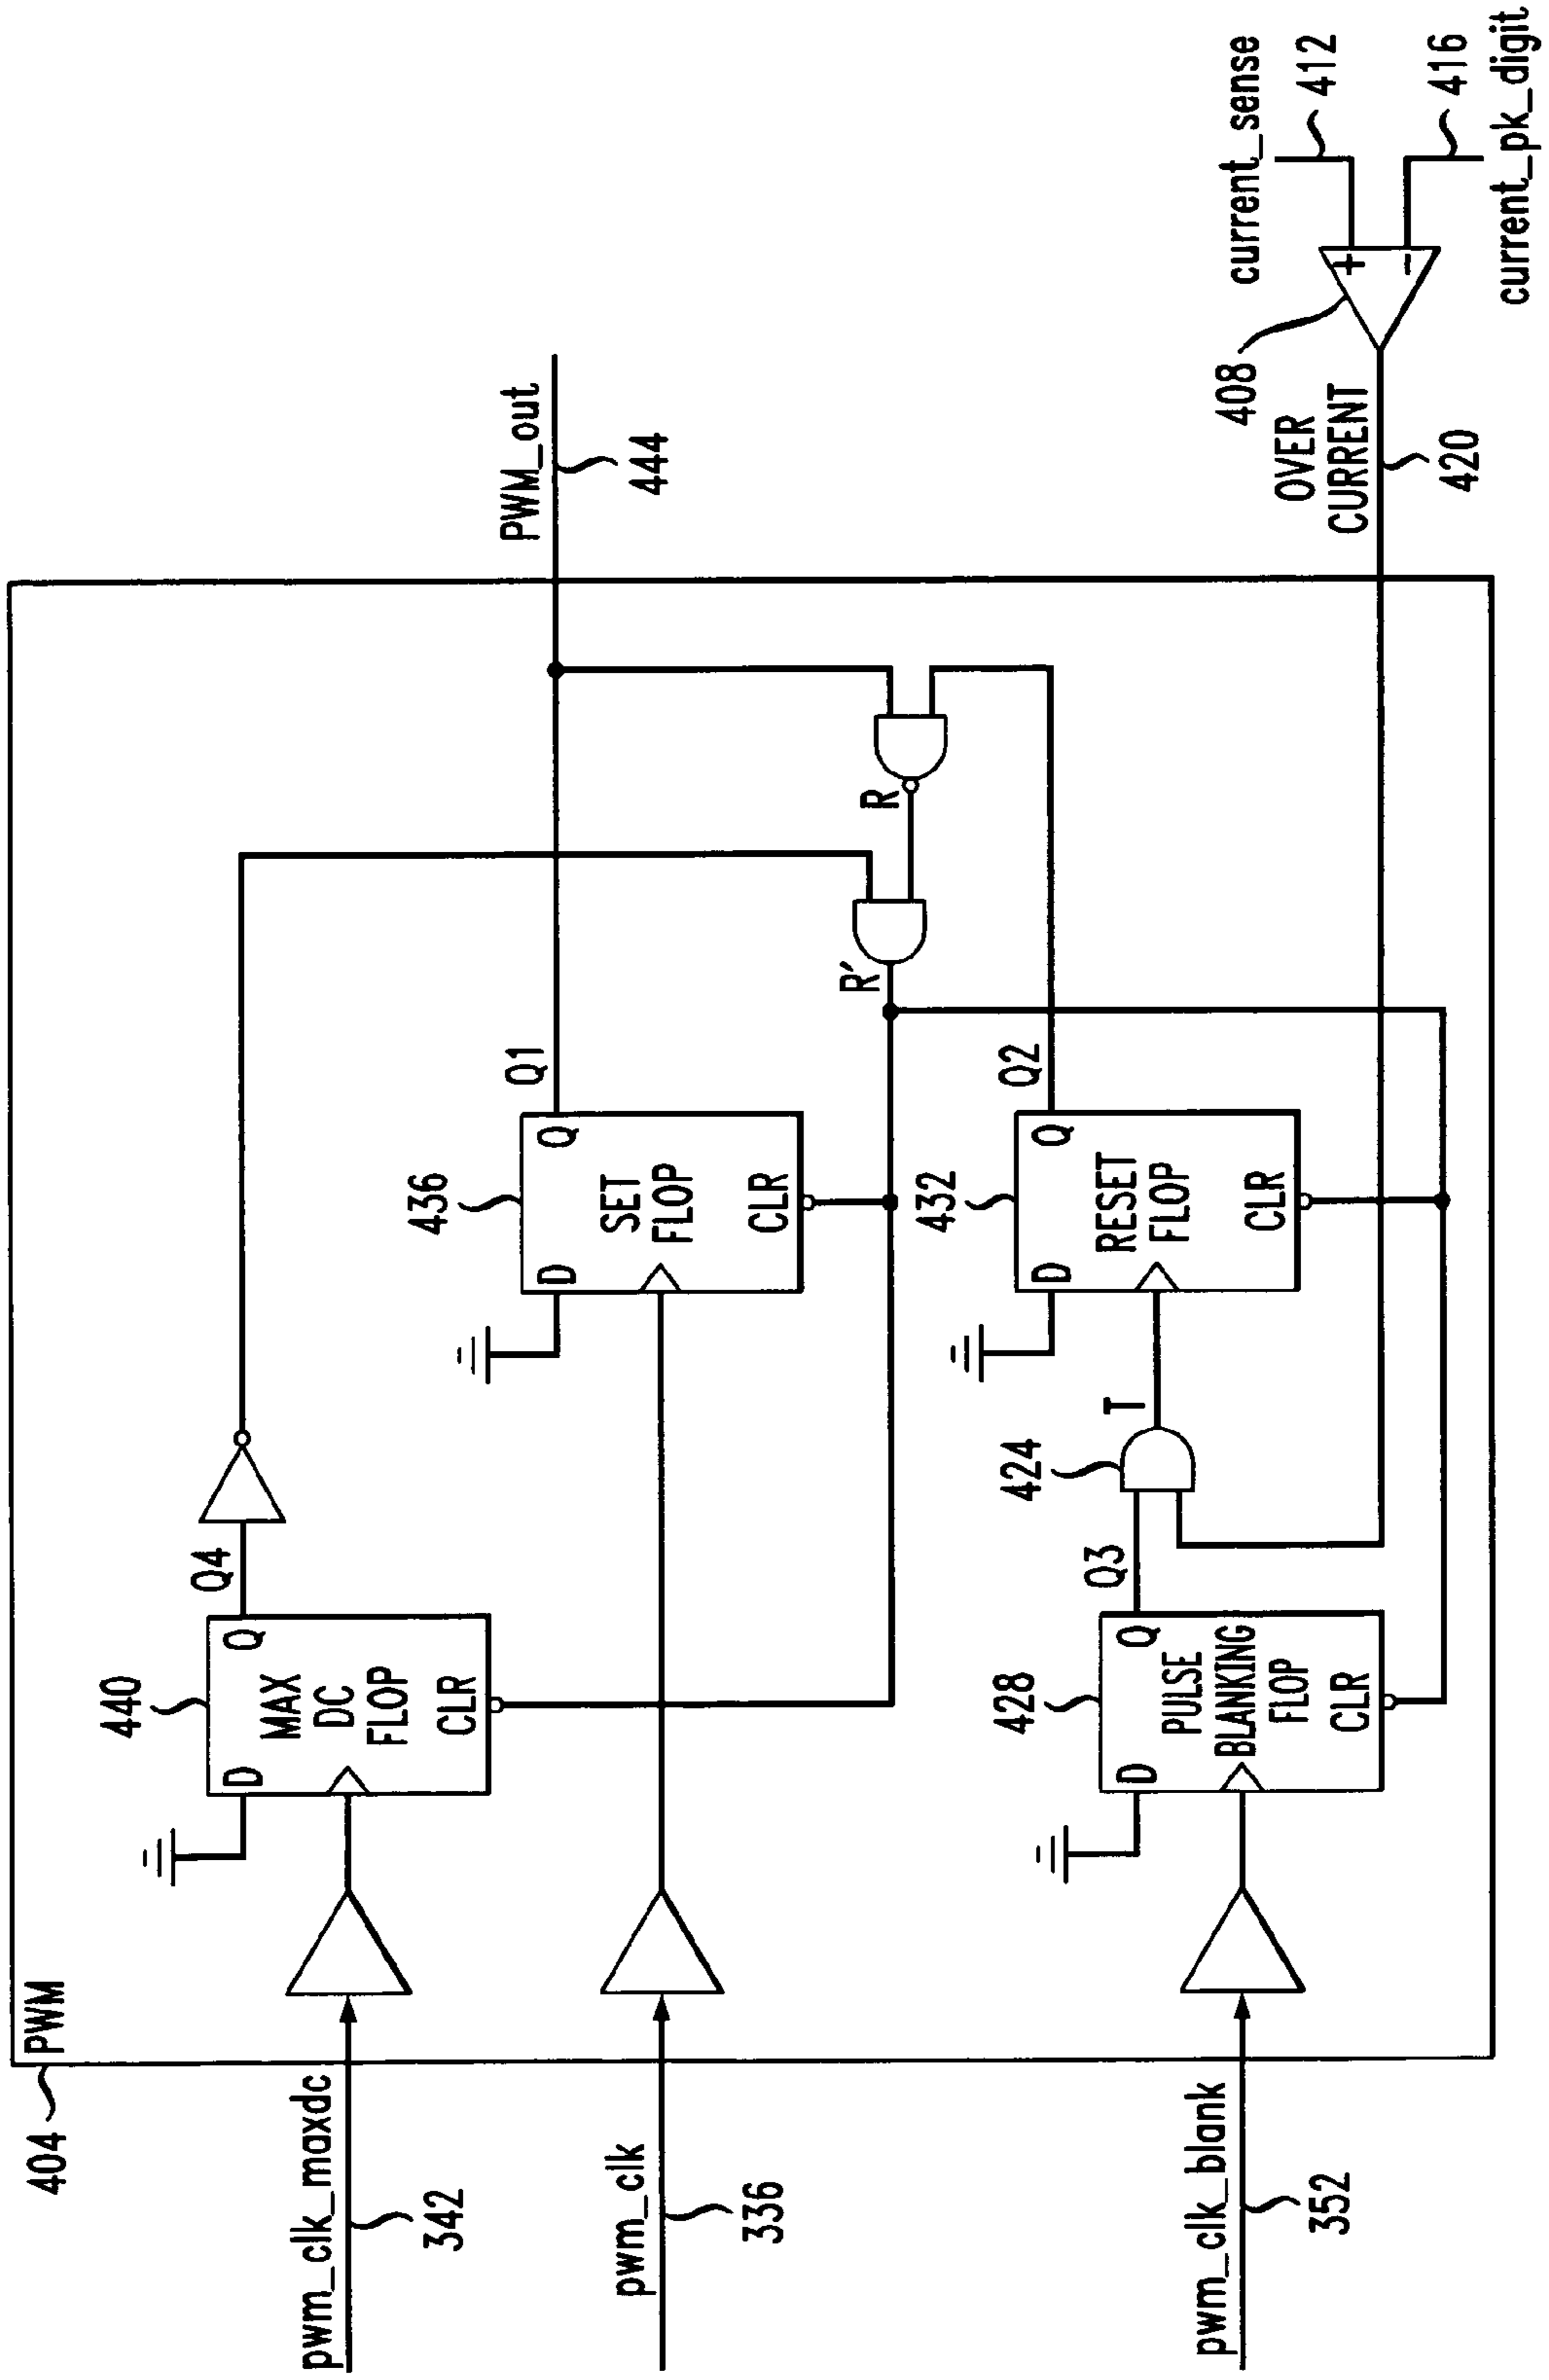 404
PWM
pwm_clk_maxdc
342
pwm_clk
336
pwm_clk_blank
352
440
D
Q
MAX
DC
FLOP
CLR
Q4
436
D
Q
SET
FLOP
CLR
Q1
428
D
Q
PULSE
BLANKING
FLOP
CLR
Q3
424
T
432
D
Q
RESET
FLOP
CLR
Q2
R'
R
PWM_out
444
OVER
CURRENT
420
408
+
−
current_sense
412
416
current_pk_digit